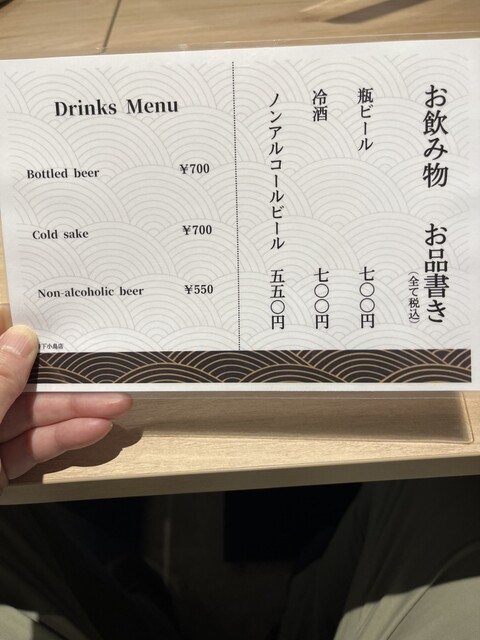 Drinks Menu
Bottled beer ¥700
Cold sake ¥700
Non-alcoholic beer ¥550
下小鳥店
お飲み物 お品書き
(全て税込)
瓶ビール 七〇〇円
冷酒 七〇〇円
ノンアルコールビール 五五〇円